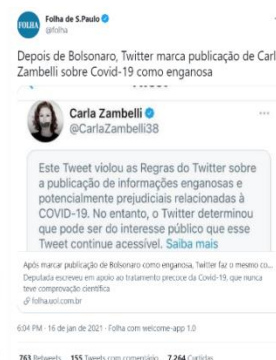 FOLHA
Folha de S.Paulo
@folha
Depois de Bolsonaro, Twitter marca publicação de Carl
Zambelli sobre Covid-19 como enganosa
Carla Zambelli
@CarlaZambelli38
Este Tweet violou as Regras do Twitter sobre
a publicação de informações enganosas e
potencialmente prejudiciais relacionadas à
COVID-19. No entanto, o Twitter determinou
que pode ser do interesse público que esse
Tweet continue acessível. Saiba mais
Após marcar publicação de Bolsonaro como enganosa, Twitter faz o mesmo co...
Deputada escreveu em apoio ao tratamento precoce da Covid-19, que nunca
teve comprovação científica
folha.uol.com.br
6:04 PM · 16 de jan de 2021 · Folha com welcome-app 1.0
763 Retweets 155 Tweets com comentário 7.264 Curtidas